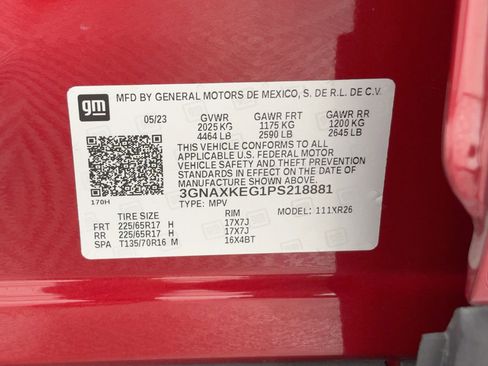 gm
MFD BY GENERAL MOTORS DE MEXICO, S. DE R.L. DE C.V.
05/23 GVWR GAWR FRT GAWR RR
2025 KG 1175 KG 1200 KG
4464 LB 2590 LB 2645 LB
THIS VEHICLE CONFORMS TO ALL
APPLICABLE U.S. FEDERAL MOTOR
VEHICLE SAFETY AND THEFT PREVENTION
STANDARDS IN EFFECT ON THE DATE
OF MANUFACTURE SHOWN ABOVE.
3GNAXKEG1PS218881
170H TYPE: MPV MODEL: 111XR26
TIRE SIZE RIM
FRT 225/65R17 H 17X7J
RR 225/65R17 H 17X7J
SPA T135/70R16 M 16X4BT